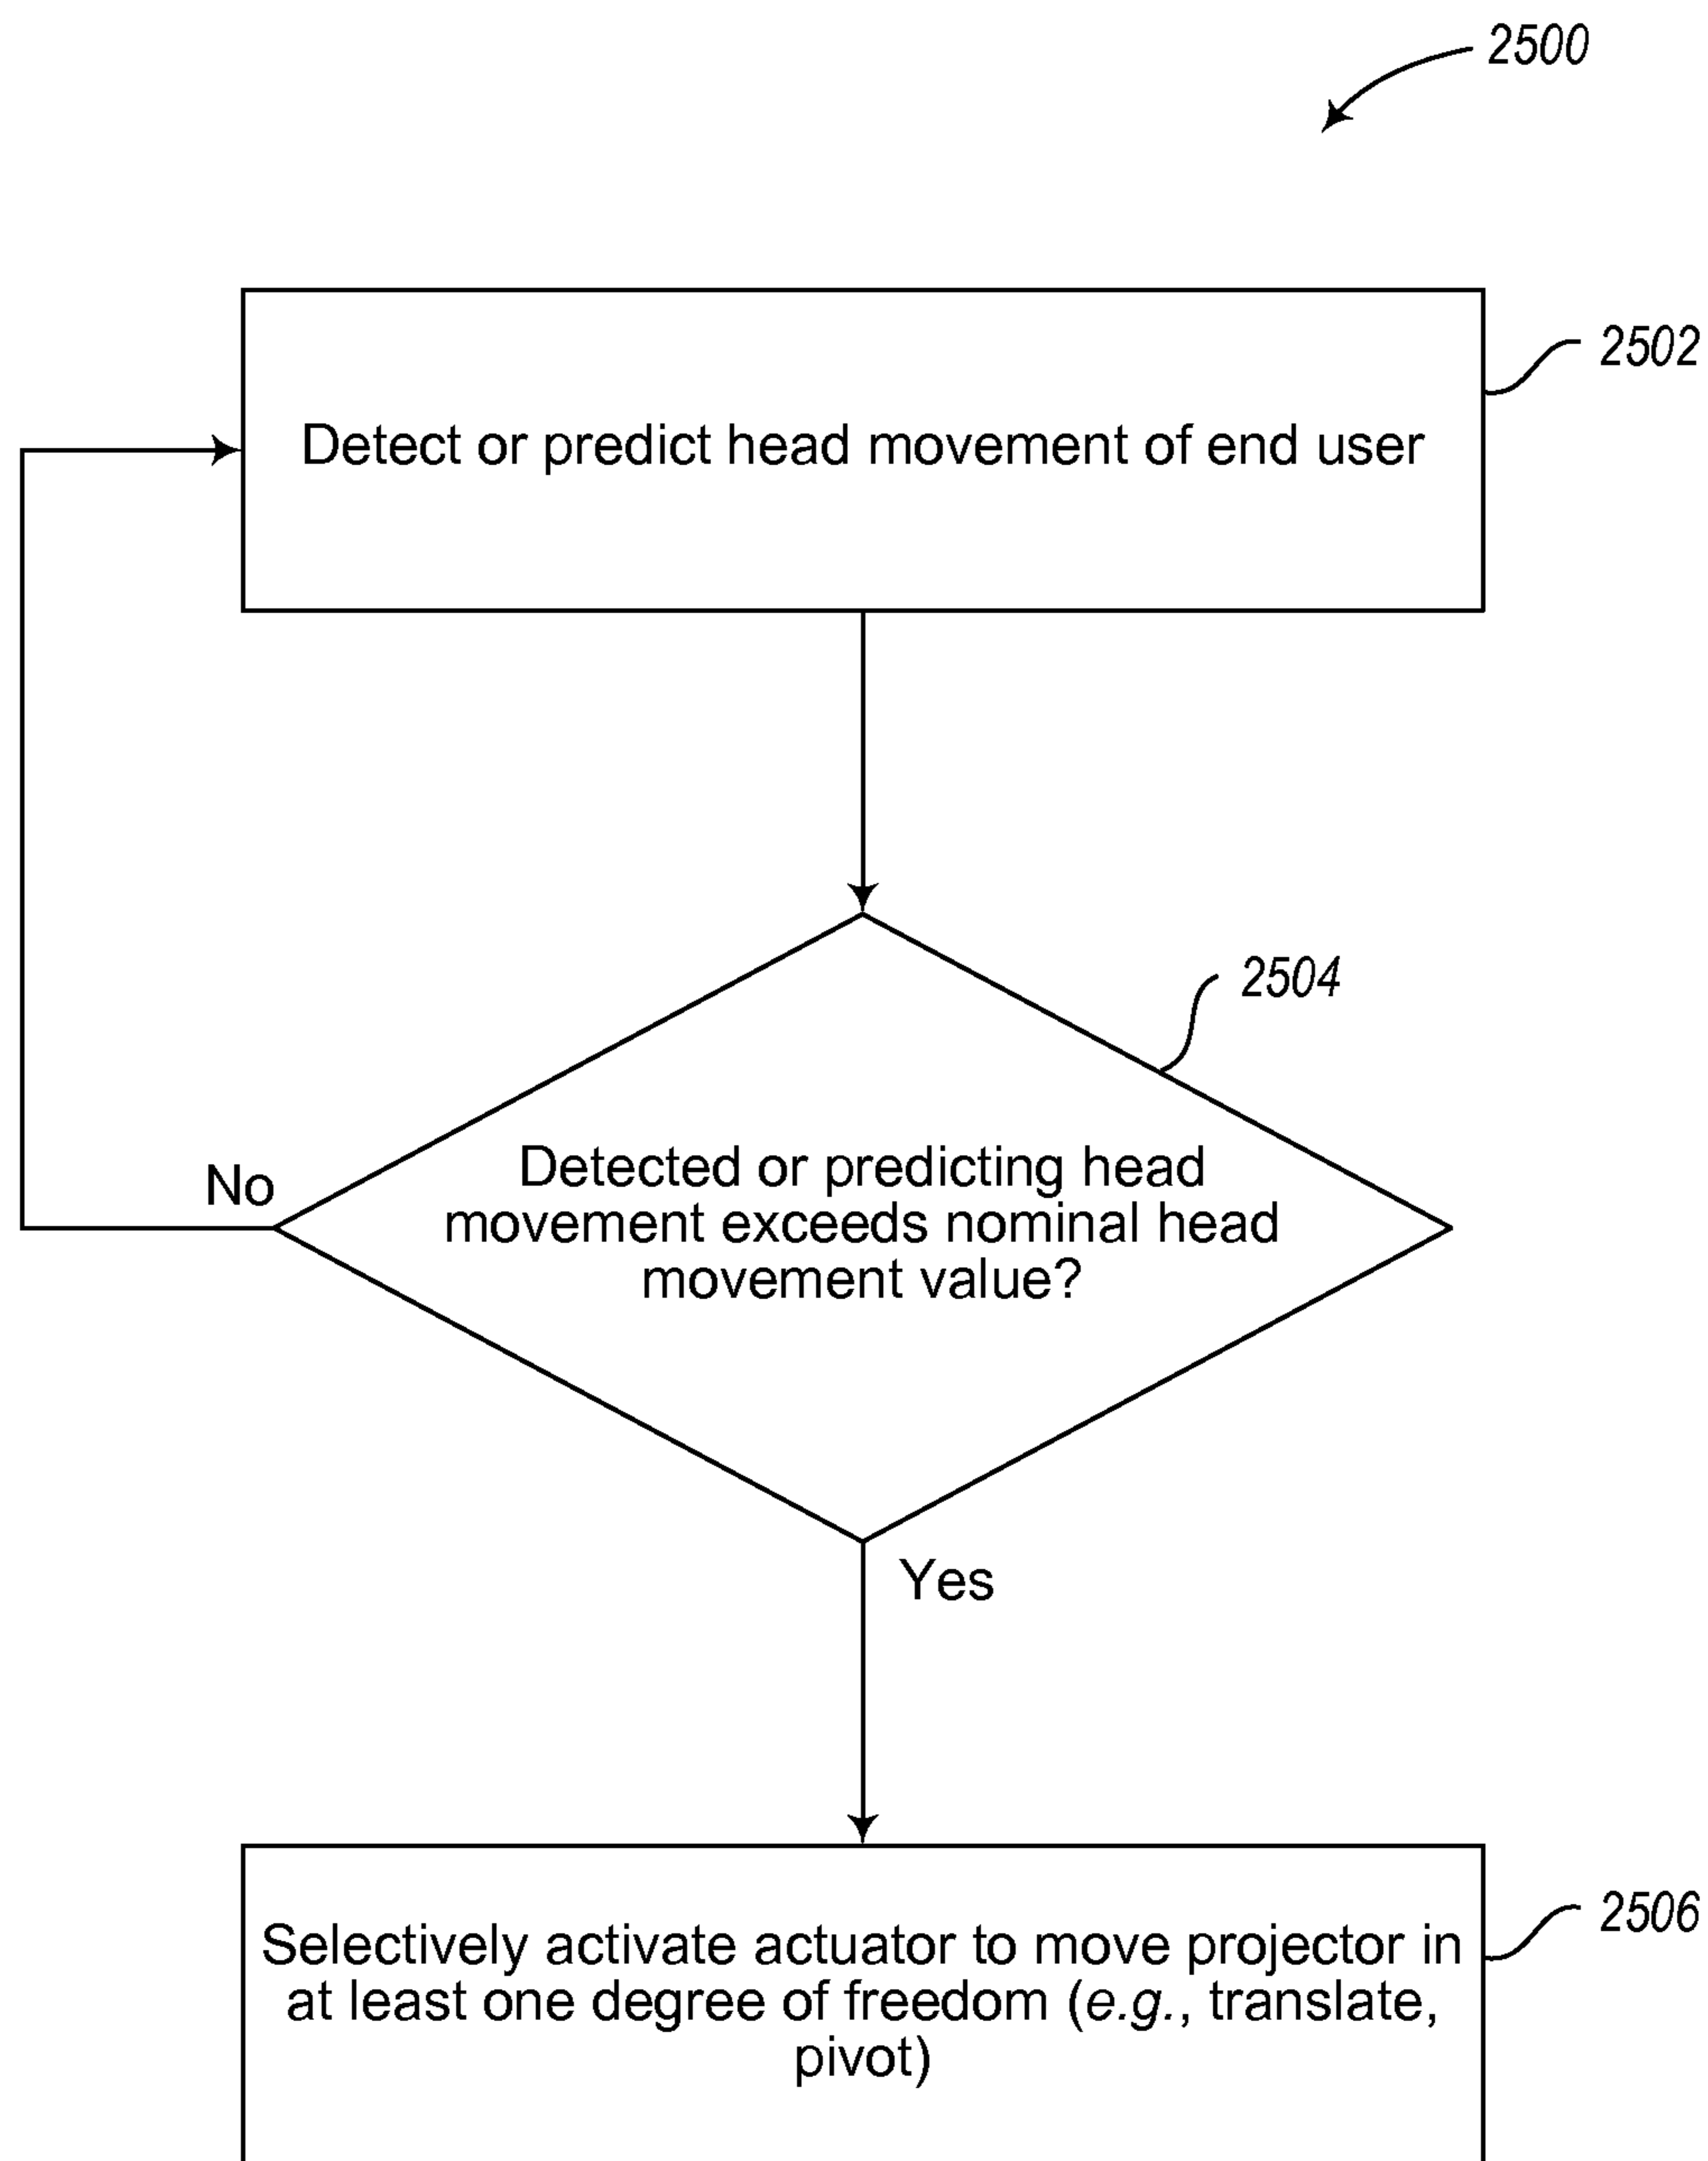 2500
2502
Detect or predict head movement of end user
2504
Detected or predicting head
movement exceeds nominal head
movement value?
No
Yes
2506
Selectively activate actuator to move projector in
at least one degree of freedom (e.g., translate,
pivot)